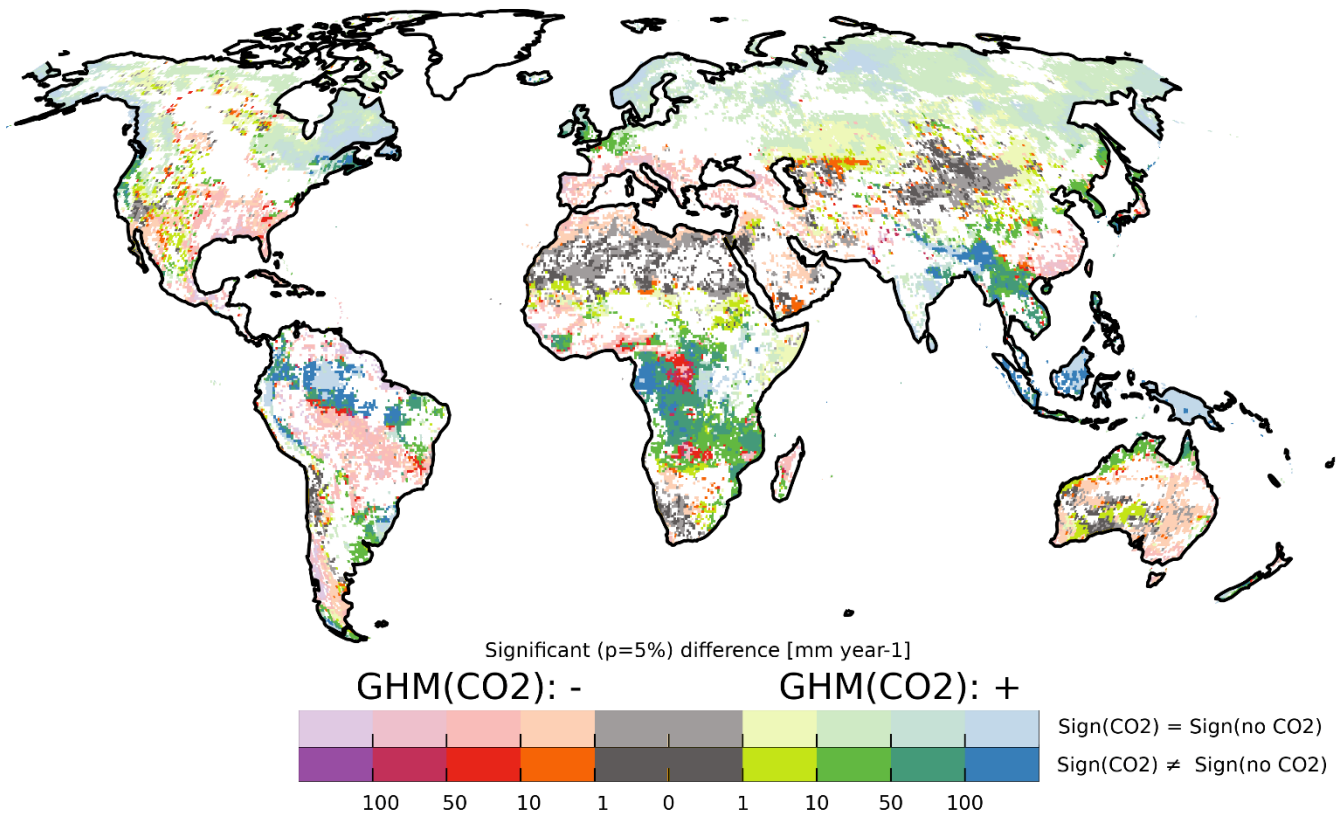 Significant (p=5%) difference [mm year-1]
GHM(CO2): - GHM(CO2): +
Sign(CO2) = Sign(no CO2)
Sign(CO2) ≠ Sign(no CO2)
100 50 10 1 0 1 10 50 100